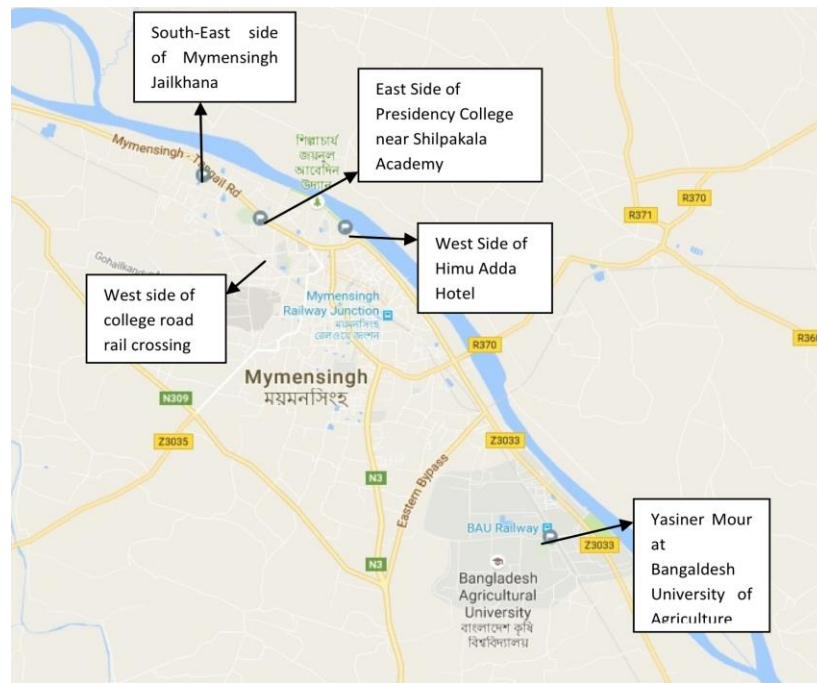 South-East side
of Mymensingh
Jailkhana
East Side of
Presidency College
near Shilpakala
Academy
Mymensingh - Tangail Rd
শিল্পাচার্য
জয়নুল
আবেদিন
উদ্যান
R370
R371
West Side of
Himu Adda
Hotel
West side of
college road
rail crossing
Mymensingh
Railway Junction
ময়মনসিংহ
রেলওয়ে জংশন
R370
R360
Mymensingh
ময়মনসিংহ
N309
Z3035
Z3033
N3
Eastern Bypass
BAU Railway
Z3033
N3
Bangladesh
Agricultural
University
বাংলাদেশ কৃষি
বিশ্ববিদ্যালয়
Yasiner Mour
at
Bangaldesh
University of
Agriculture